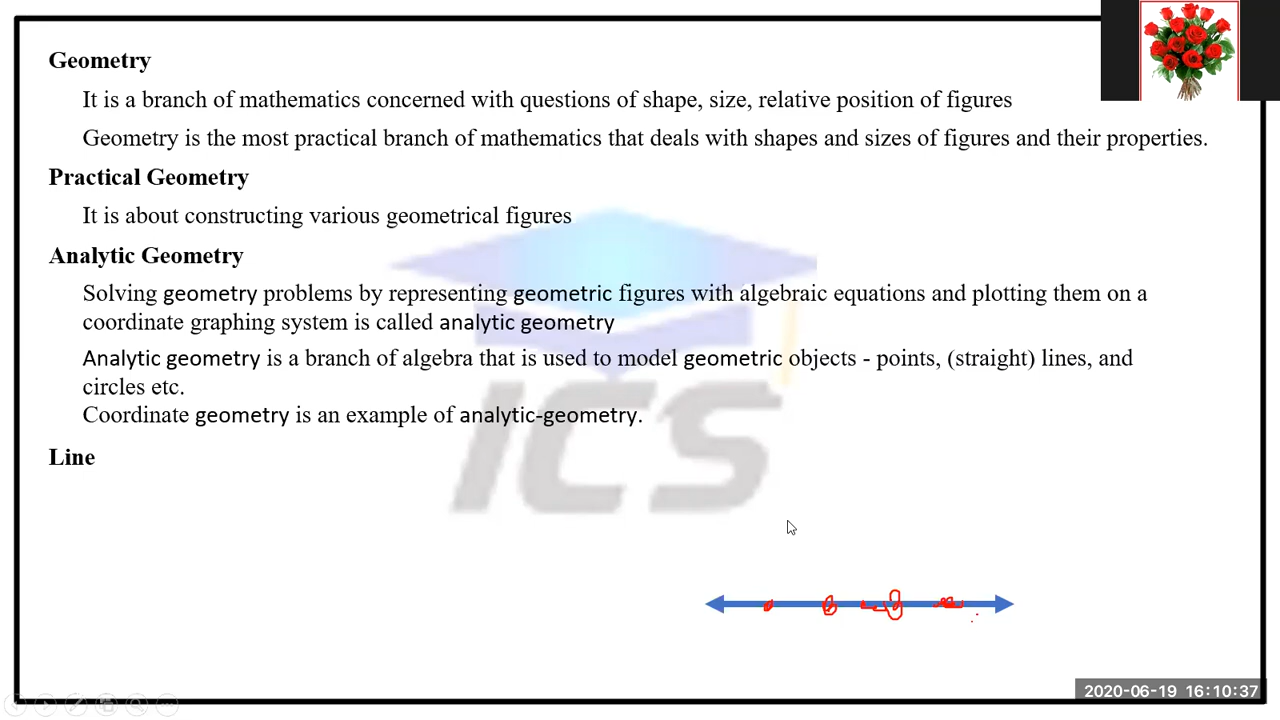 Geometry
It is a branch of mathematics concerned with questions of shape, size, relative position of figures
Geometry is the most practical branch of mathematics that deals with shapes and sizes of figures and their properties.
Practical Geometry
It is about constructing various geometrical figures
Analytic Geometry
Solving geometry problems by representing geometric figures with algebraic equations and plotting them on a
coordinate graphing system is called analytic geometry
Analytic geometry is a branch of algebra that is used to model geometric objects - points, (straight) lines, and
circles etc.
Coordinate geometry is an example of analytic-geometry.
ICS
Line
2020-06-19 16:10:37